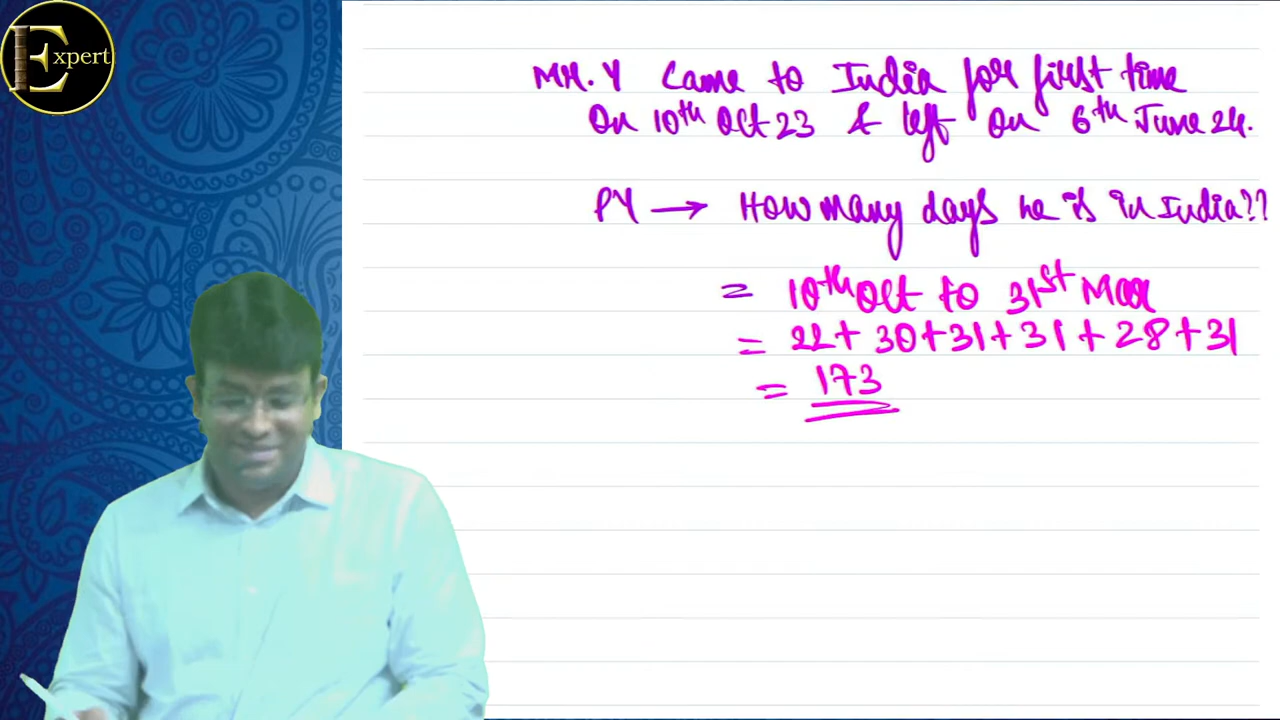 Expert
MR. Y Came to India for first time
On 10th Oct 23 & left on 6th June 24.
PY → How many days he is in India??
= 10th Oct to 31st Mar
= 22 + 30 + 31 + 31 + 28 + 31
= 173